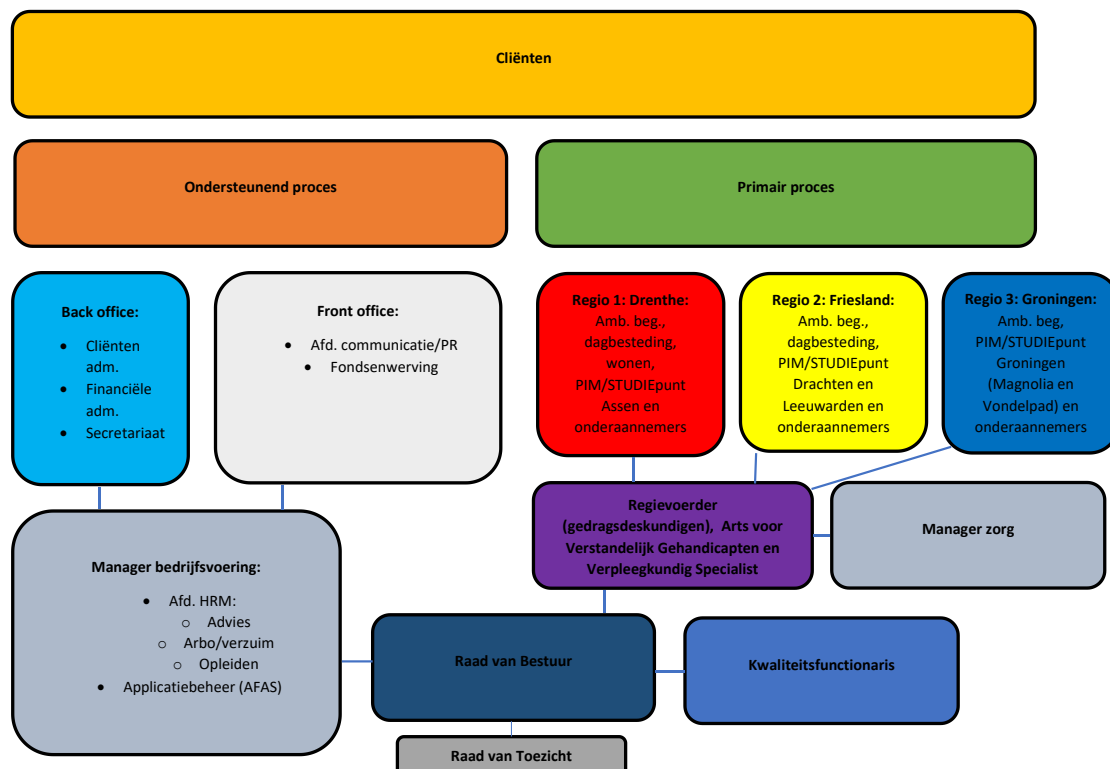 Cliënten
Ondersteunend proces
Primair proces
Back office:
• Cliënten
adm.
• Financiële
adm.
• Secretariaat
Front office:
• Afd. communicatie/PR
• Fondsenwerving
Regio 1: Drenthe:
Amb. beg.,
dagbesteding,
wonen,
PIM/STUDIEpunt
Assen en
onderaannemers
Regio 2: Friesland:
Amb. beg.,
dagbesteding,
PIM/STUDIEpunt
Drachten en
Leeuwarden en
onderaannemers
Regio 3: Groningen:
Amb. beg,
PIM/STUDIEpunt
Groningen
(Magnolia en
Vondelpad) en
onderaannemers
Regievoerder
(gedragsdeskundigen), Arts voor
Verstandelijk Gehandicapten en
Verpleegkundig Specialist
Manager zorg
Manager bedrijfsvoering:
• Afd. HRM:
o Advies
o Arbo/verzuim
o Opleiden
• Applicatiebeheer (AFAS)
Raad van Bestuur
Kwaliteitsfunctionaris
Raad van Toezicht